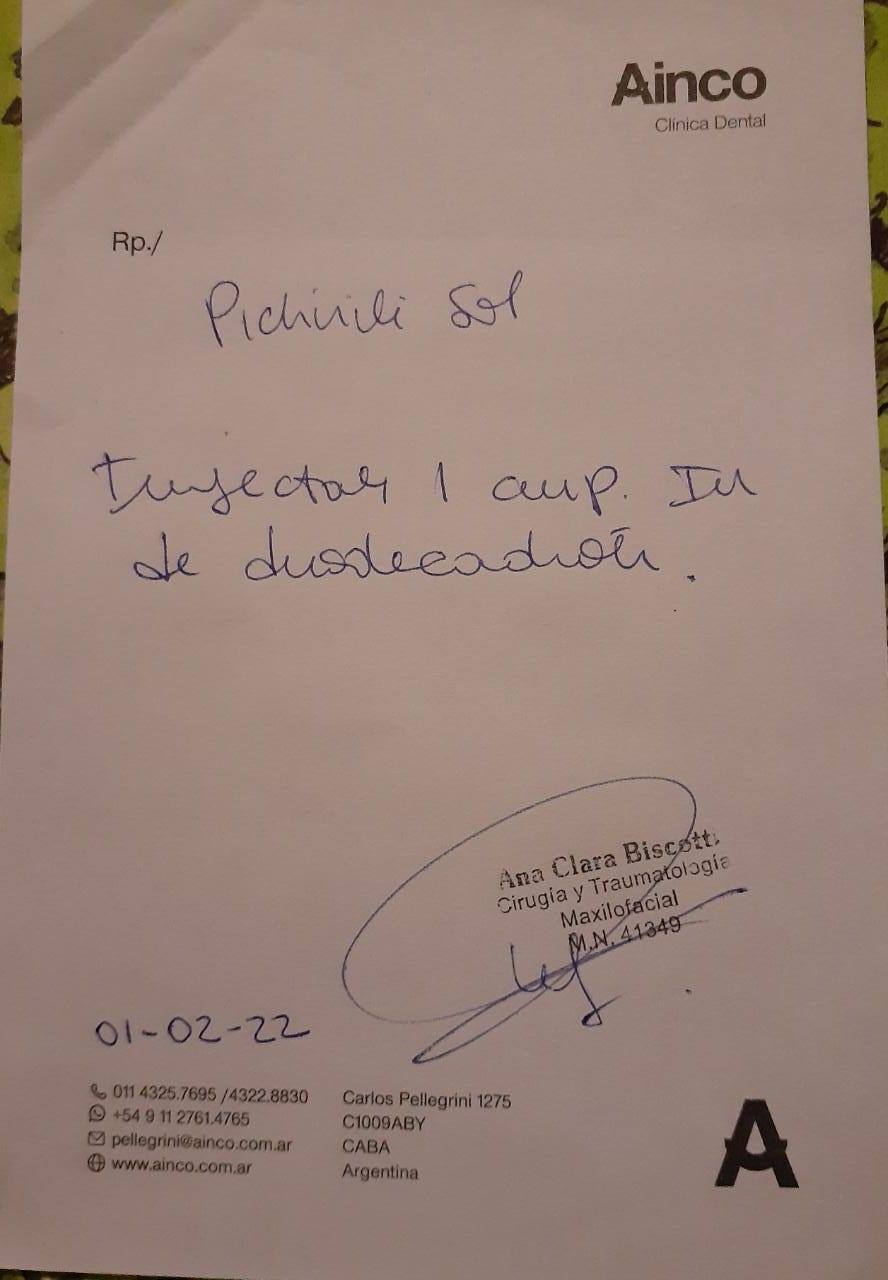 Ainco
Clínica Dental
Rp./
Sol
Inyectar 1 amp. IM
de duodecadrón.
Ana Clara Biscotti
Cirugía y Traumatología
Maxilofacial
M.N. 41349
01-02-22
011 4325.7695 /4322.8830
+54 9 11 2761.4765
pellegrini@ainco.com.ar
www.ainco.com.ar
Carlos Pellegrini 1275
C1009ABY
CABA
Argentina
A